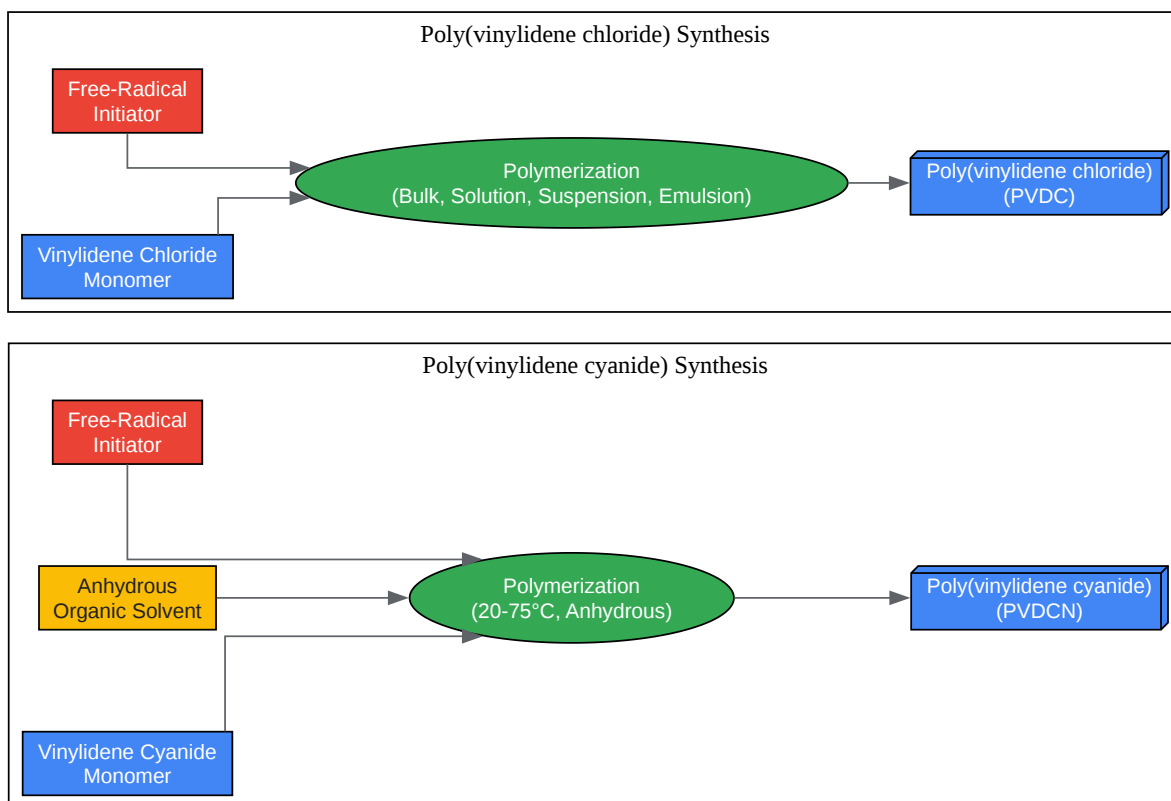 Poly(vinylidene chloride) Synthesis
Free-Radical
Initiator
Polymerization
(Bulk, Solution, Suspension, Emulsion)
Poly(vinylidene chloride)
(PVDC)
Vinylidene Chloride
Monomer
Poly(vinylidene cyanide) Synthesis
Free-Radical
Initiator
Anhydrous
Organic Solvent
Polymerization
(20-75°C, Anhydrous)
Poly(vinylidene cyanide)
(PVDCN)
Vinylidene Cyanide
Monomer